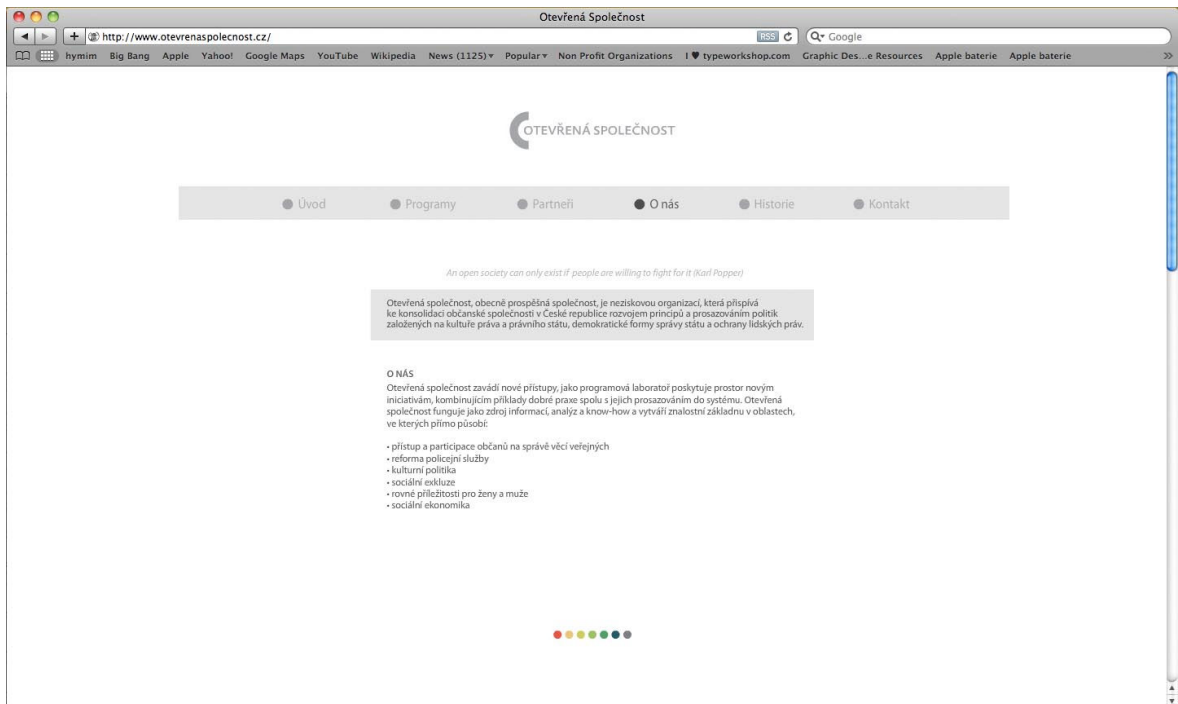 Otevřená Společnost
http://www.otevrenaspolecnost.cz/ RSS Google
hymim Big Bang Apple Yahoo! Google Maps YouTube Wikipedia News (1125) Popular Non Profit Organizations I ♥ typeworkshop.com Graphic Des...e Resources Apple baterie Apple baterie
OTEVŘENÁ SPOLEČNOST
Úvod Programy Partneři O nás Historie Kontakt
An open society can only exist if people are willing to fight for it (Karl Popper)
Otevřená společnost, obecně prospěšná společnost, je neziskovou organizací, která přispívá
ke konsolidaci občanské společnosti v České republice rozvojem principů a prosazováním politik
založených na kultuře práva a právního státu, demokratické formy správy státu a ochrany lidských práv.
O NÁS
Otevřená společnost zavádí nové přístupy, jako programová laboratoř poskytuje prostor novým
iniciativám, kombinujícím příklady dobré praxe spolu s jejich prosazováním do systému. Otevřená
společnost funguje jako zdroj informací, analýz a know-how a vytváří znalostní základnu v oblastech,
ve kterých přímo působí:
• přístup a participace občanů na správě věcí veřejných
• reforma policejní služby
• kulturní politika
• sociální exkluze
• rovné příležitosti pro ženy a muže
• sociální ekonomika